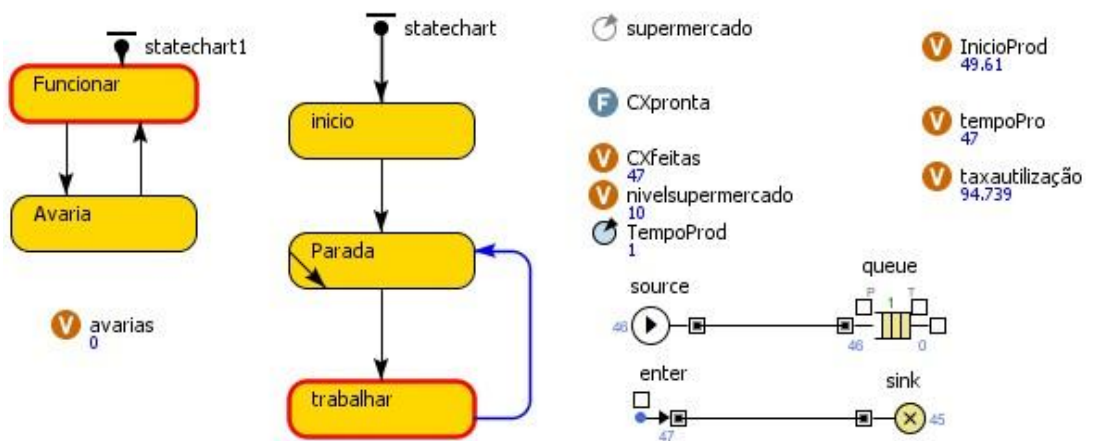 statechart1
Funcionar
Avaria
V avarias
0
statechart
inicio
Parada
trabalhar
supermercado
F CXpronta
V CXfeitas
47
V nivelsupermercado
10
TempoProd
1
V InicioProd
49.61
V tempoPro
47
V taxautilização
94.739
source
46
queue
P 1 T
46 0
enter
47
sink
45